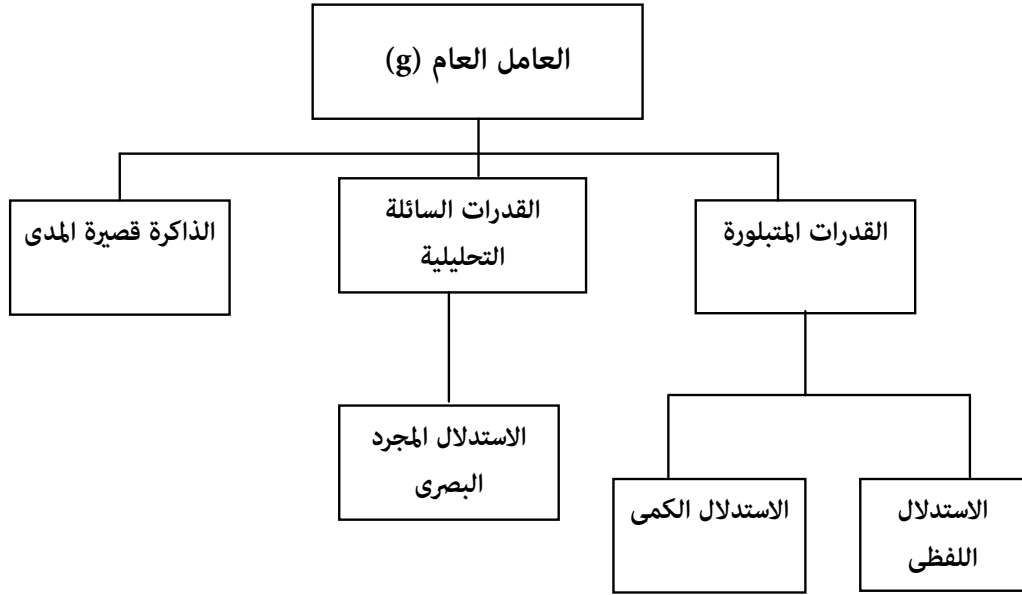 العامل العام (g)
القدرات المتبلورة
القدرات السائلة
التحليلية
الذاكرة قصيرة المدى
الاستدلال المجرد
البصرى
الاستدلال
اللفظى
الاستدلال الكمى